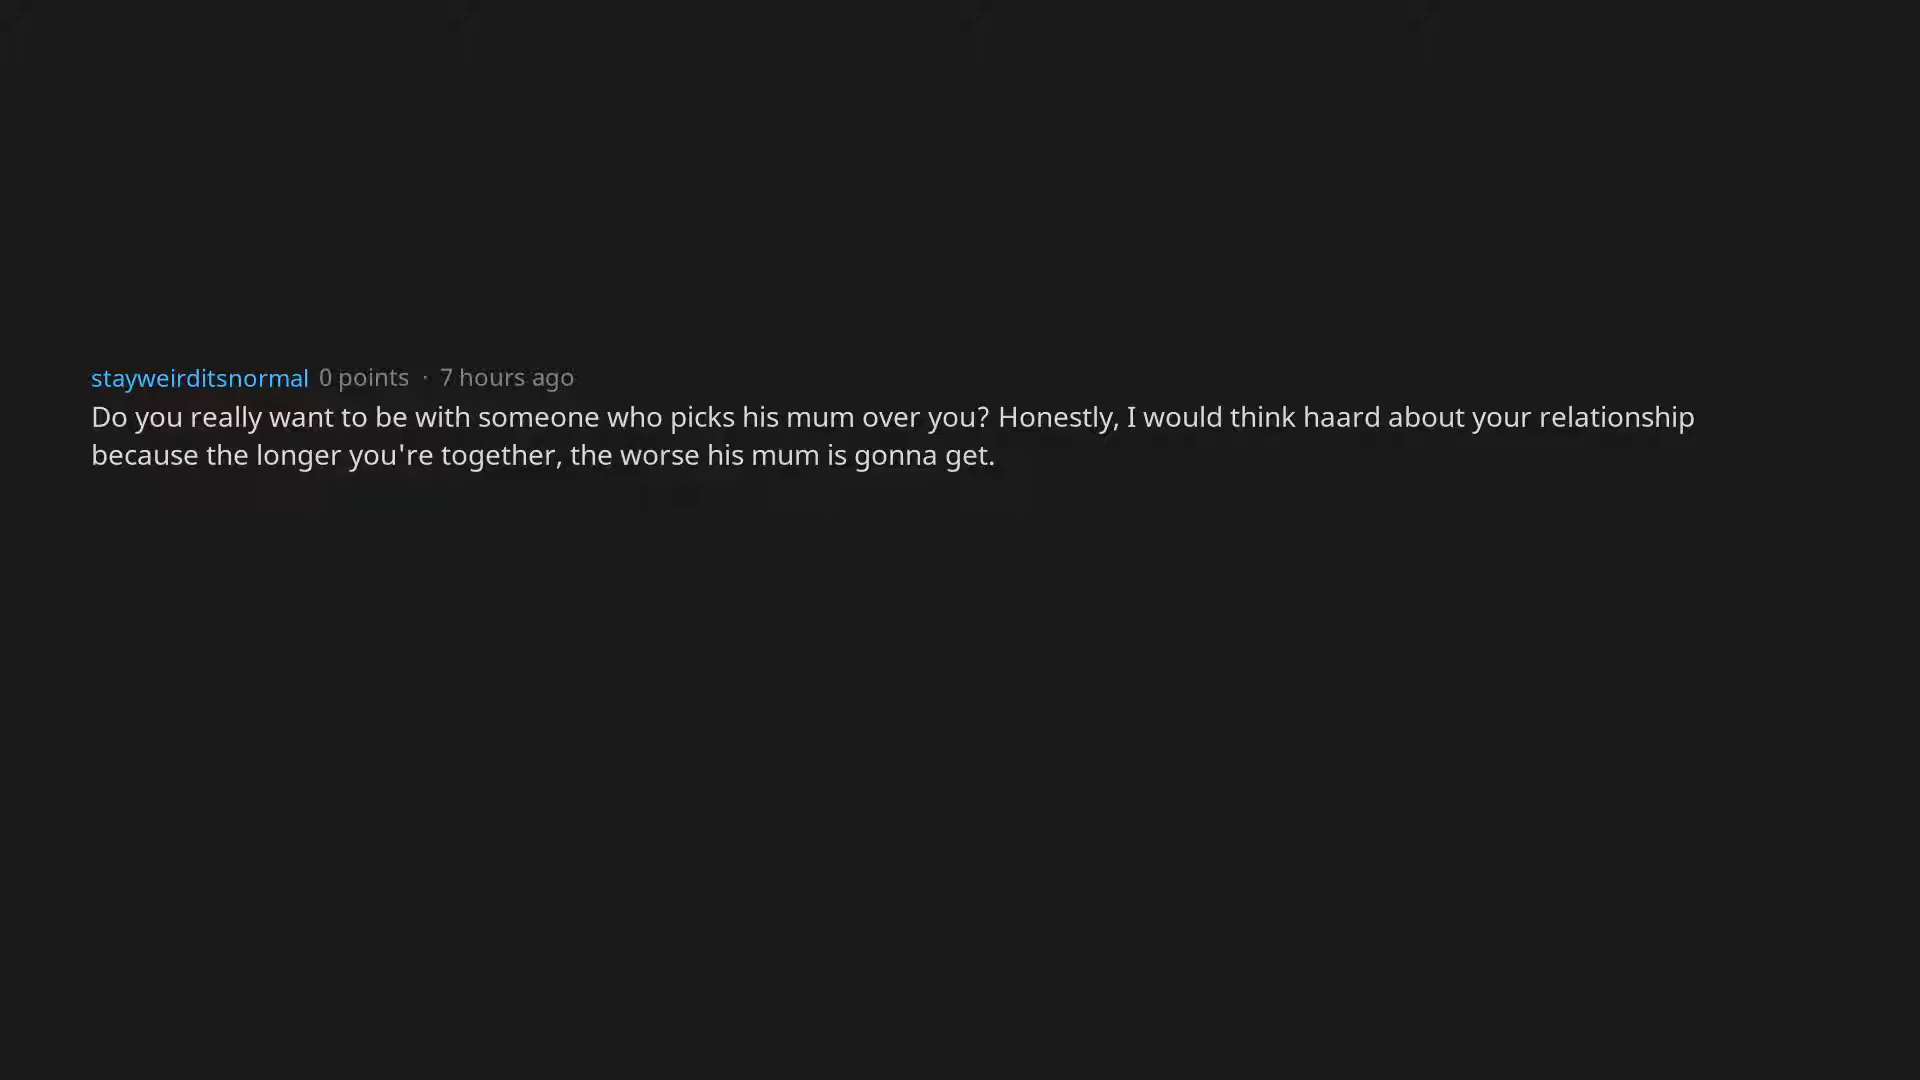 stayweirditsnormal 0 points · 7 hours ago
Do you really want to be with someone who picks his mum over you? Honestly, I would think haard about your relationship
because the longer you're together, the worse his mum is gonna get.